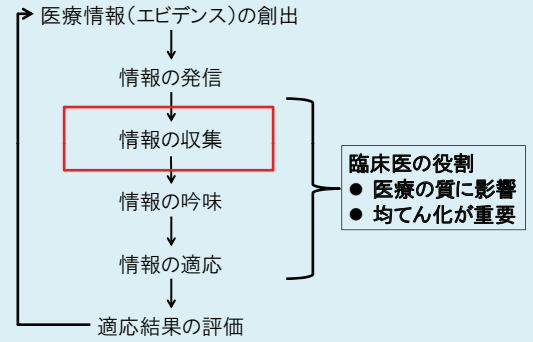 医療情報(エビデンス)の創出
情報の発信
情報の収集
情報の吟味
情報の適応
適応結果の評価
臨床医の役割
● 医療の質に影響
● 均てん化が重要